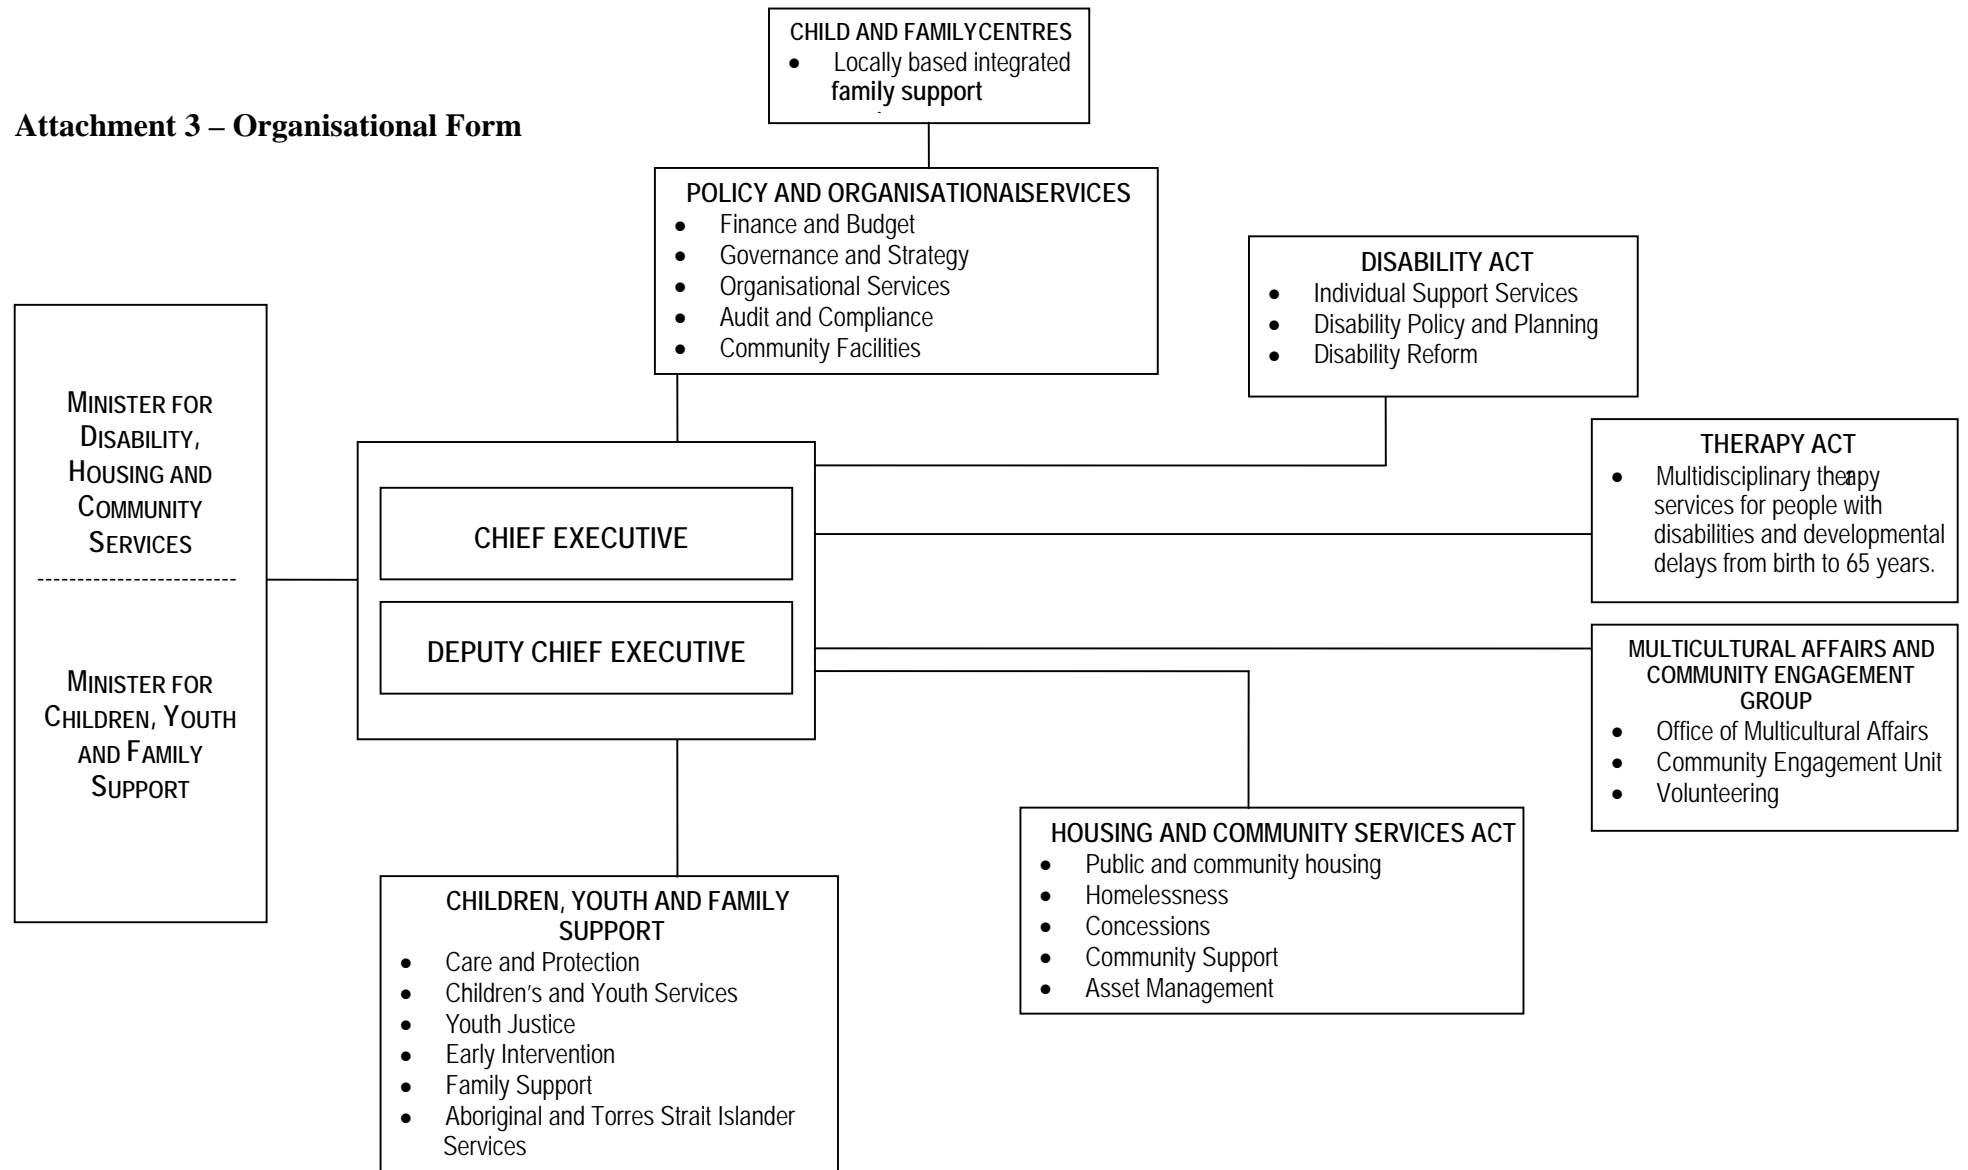 CHILD AND FAMILY CENTRES
• Locally based integrated
family support
Attachment 3 – Organisational Form
POLICY AND ORGANISATIONAL SERVICES
• Finance and Budget
• Governance and Strategy
• Organisational Services
• Audit and Compliance
• Community Facilities
DISABILITY ACT
• Individual Support Services
• Disability Policy and Planning
• Disability Reform
MINISTER FOR
DISABILITY,
HOUSING AND
COMMUNITY
SERVICES
MINISTER FOR
CHILDREN, YOUTH
AND FAMILY
SUPPORT
CHIEF EXECUTIVE
DEPUTY CHIEF EXECUTIVE
THERAPY ACT
• Multidisciplinary therapy
services for people with
disabilities and developmental
delays from birth to 65 years.
MULTICULTURAL AFFAIRS AND
COMMUNITY ENGAGEMENT
GROUP
• Office of Multicultural Affairs
• Community Engagement Unit
• Volunteering
HOUSING AND COMMUNITY SERVICES ACT
• Public and community housing
• Homelessness
• Concessions
• Community Support
• Asset Management
CHILDREN, YOUTH AND FAMILY
SUPPORT
• Care and Protection
• Children's and Youth Services
• Youth Justice
• Early Intervention
• Family Support
• Aboriginal and Torres Strait Islander
Services